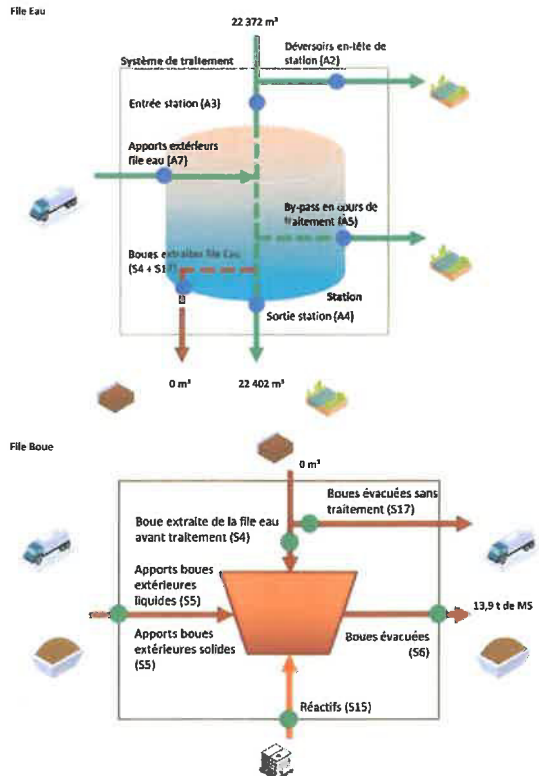 File Eau
22 372 m³
Déversoirs en-tête de
station (A2)
Système de traitement
Entrée station (A3)
Apports extérieurs
file eau (A7)
By-pass en cours de
traitement (A5)
Boues extraites file Eau
(S4 + S17)
Station
Sortie station (A4)
0 m³
22 402 m³
File Boue
0 m³
Boues évacuées sans
traitement (S17)
Boue extraite de la file eau
avant traitement (S4)
Apports boues
extérieures
liquides (S5)
13,9 t de MS
Apports boues
extérieures solides
(S5)
Boues évacuées
(S6)
Réactifs (S15)